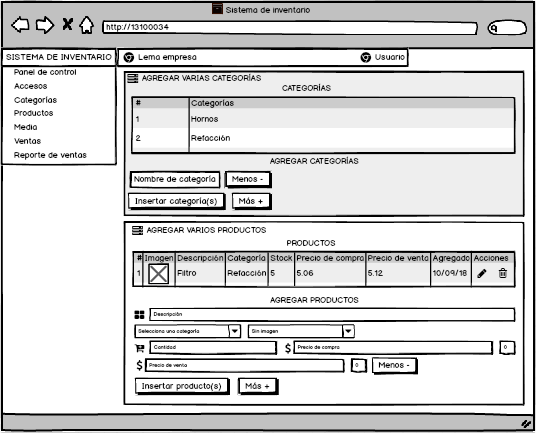 Sistema de inventario
http://13100034
SISTEMA DE INVENTARIO
Lema empresa
Usuario
Panel de control
Accesos
Categorías
Productos
Media
Ventas
Reporte de ventas
AGREGAR VARIAS CATEGORÍAS
CATEGORÍAS
# Categorías
1 Hornos
2 Refacción
AGREGAR CATEGORÍAS
Nombre de categoría Menos -
Insertar categoría(s) Más +
AGREGAR VARIOS PRODUCTOS
PRODUCTOS
# Imagen Descripción Categoría Stock Precio de compra Precio de venta Agregado Acciones
1 Filtro Refacción 5 5.06 5.12 10/09/18
AGREGAR PRODUCTOS
Descripción
Selecciona una categoría Sin imagen
Cantidad $ Precio de compra 0
$ Precio de venta 0 Menos -
Insertar producto(s) Más +